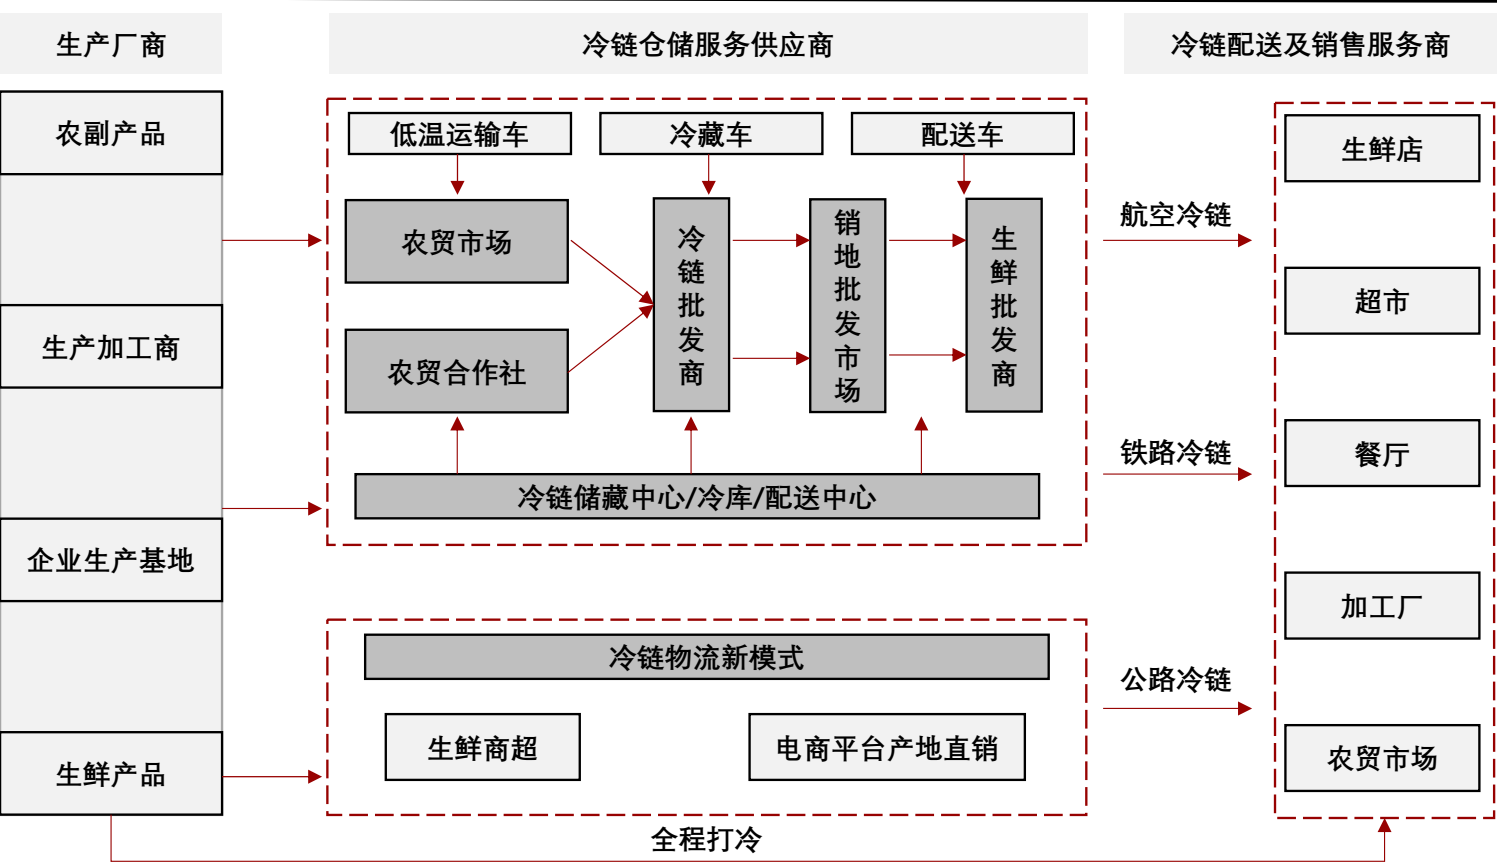 生产厂商
冷链仓储服务供应商
冷链配送及销售服务商
农副产品
生产加工商
企业生产基地
生鲜产品
低温运输车
冷藏车
配送车
农贸市场
农贸合作社
冷链批发商
销地批发市场
生鲜批发商
冷链储藏中心/冷库/配送中心
冷链物流新模式
生鲜商超
电商平台产地直销
全程打冷
航空冷链
铁路冷链
公路冷链
生鲜店
超市
餐厅
加工厂
农贸市场